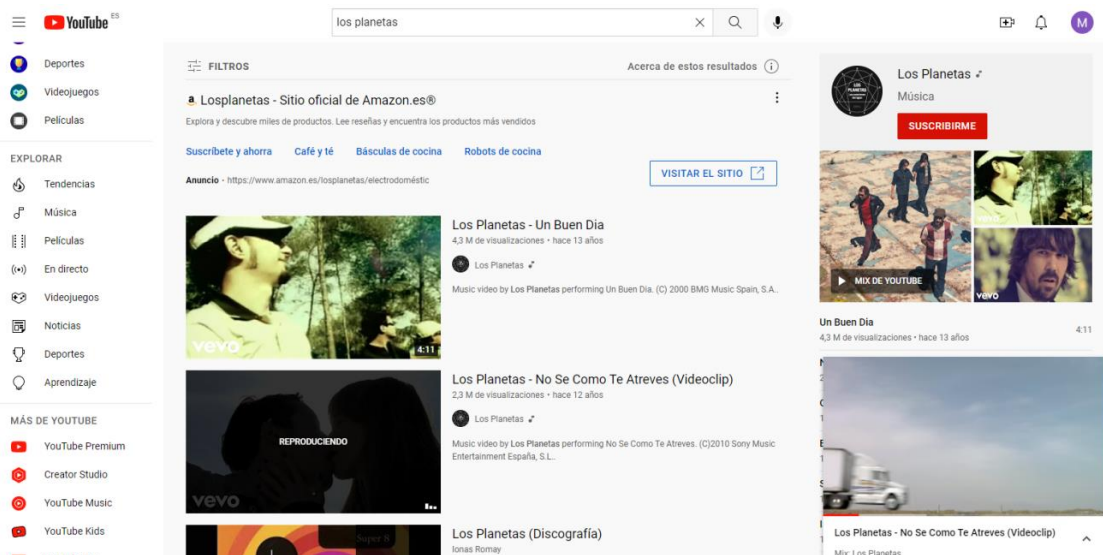 YouTube ES
los planetas
M
Deportes
Videojuegos
Películas
EXPLORAR
Tendencias
Música
Películas
En directo
Videojuegos
Noticias
Deportes
Aprendizaje
MÁS DE YOUTUBE
YouTube Premium
Creator Studio
YouTube Music
YouTube Kids
FILTROS
Acerca de estos resultados
a Losplanetas - Sitio oficial de Amazon.es®
Explora y descubre miles de productos. Lee reseñas y encuentra los productos más vendidos
Suscríbete y ahorra Café y té Básculas de cocina Robots de cocina
VISITAR EL SITIO
Anuncio • https://www.amazon.es/losplanetas/electrodoméstic
vevo
4:11
Los Planetas - Un Buen Dia
4,3 M de visualizaciones • hace 13 años
Los Planetas
Music video by Los Planetas performing Un Buen Dia. (C) 2000 BMG Music Spain, S.A..
REPRODUCIENDO
vevo
Los Planetas - No Se Como Te Atreves (Videoclip)
2,3 M de visualizaciones • hace 12 años
Los Planetas
Music video by Los Planetas performing No Se Como Te Atreves. (C)2010 Sony Music
Entertainment España, S.L..
Super 8
Los Planetas (Discografía)
Ionas Romay
Los Planetas
Música
SUSCRIBIRME
MIX DE YOUTUBE
vevo
vevo
Un Buen Dia
4,3 M de visualizaciones • hace 13 años
4:11
Los Planetas - No Se Como Te Atreves (Videoclip)
Mix: Los Planetas